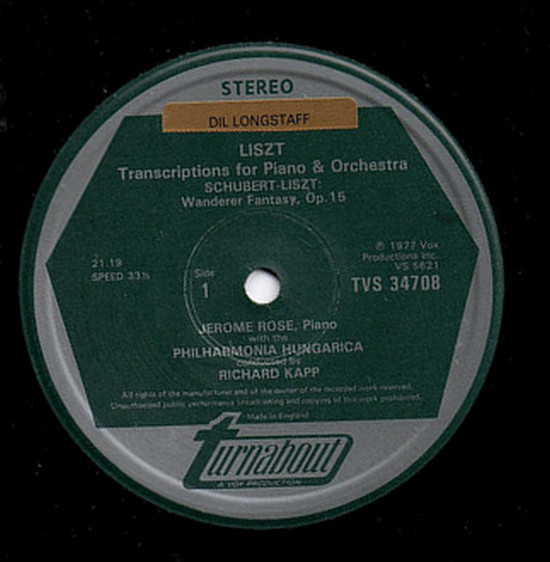 STEREO
DIL LONGSTAFF
LISZT
Transcriptions for Piano & Orchestra
SCHUBERT-LISZT:
Wanderer Fantasy, Op.15
21.19
SPEED 33⅓
Side
1
℗ 1977 Vox
Productions Inc.
VS 5621
TVS 34708
JEROME ROSE, Piano
with the
PHILHARMONIA HUNGARICA
conducted by
RICHARD KAPP
All rights of the manufacturer and of the owner of the recorded work reserved.
Unauthorised public performance broadcasting and copying of this work prohibited.
Made in England
turnabout
A VOX PRODUCTION